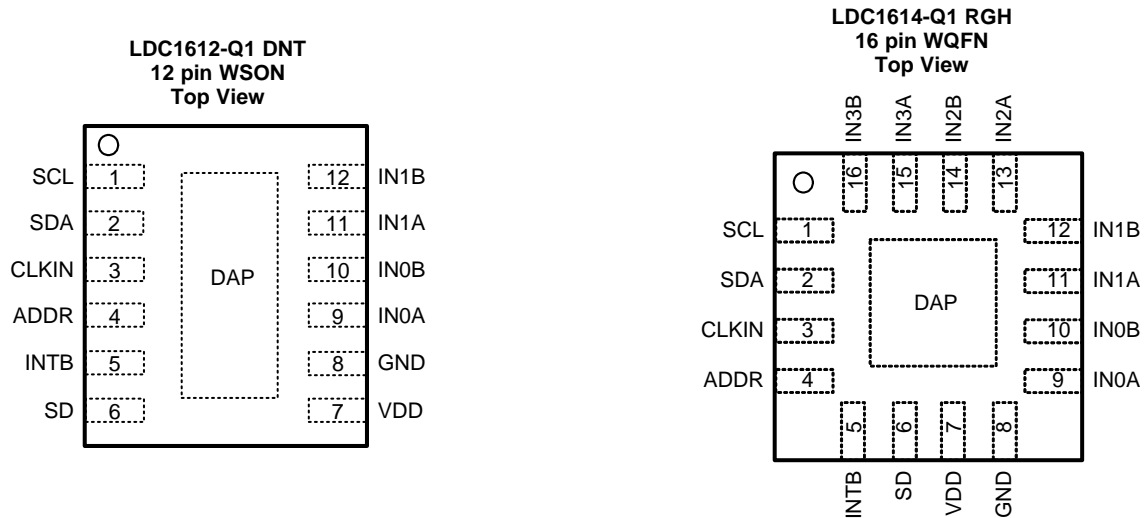 LDC1612-Q1 DNT
12 pin WSON
Top View
SCL 1 12 IN1B
SDA 2 11 IN1A
CLKIN 3 DAP 10 IN0B
ADDR 4 9 IN0A
INTB 5 8 GND
SD 6 7 VDD
LDC1614-Q1 RGH
16 pin WQFN
Top View
IN3B IN3A IN2B IN2A
16 15 14 13
SCL 1 12 IN1B
SDA 2 11 IN1A
DAP
CLKIN 3 10 IN0B
ADDR 4 9 IN0A
5 6 7 8
INTB SD VDD GND